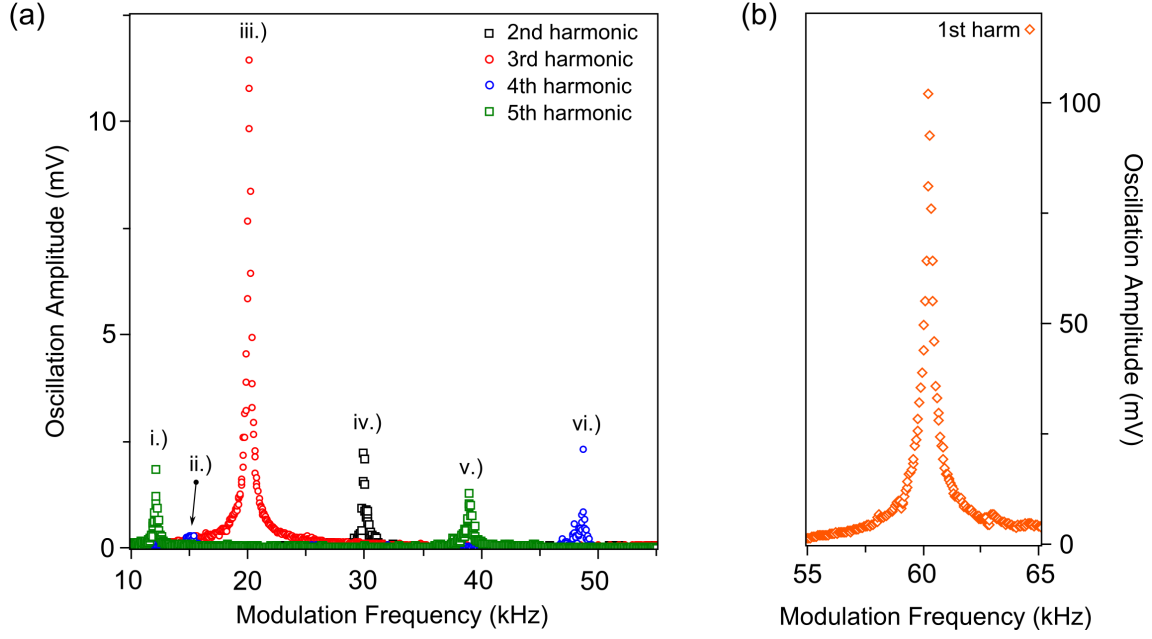 (a)
iii.)
2nd harmonic
3rd harmonic
4th harmonic
5th harmonic
10
5
0
Oscillation Amplitude (mV)
i.)
ii.)
iv.)
v.)
vi.)
10
20
30
40
50
Modulation Frequency (kHz)
(b)
1st harm
100
50
0
Oscillation Amplitude (mV)
55
60
65
Modulation Frequency (kHz)